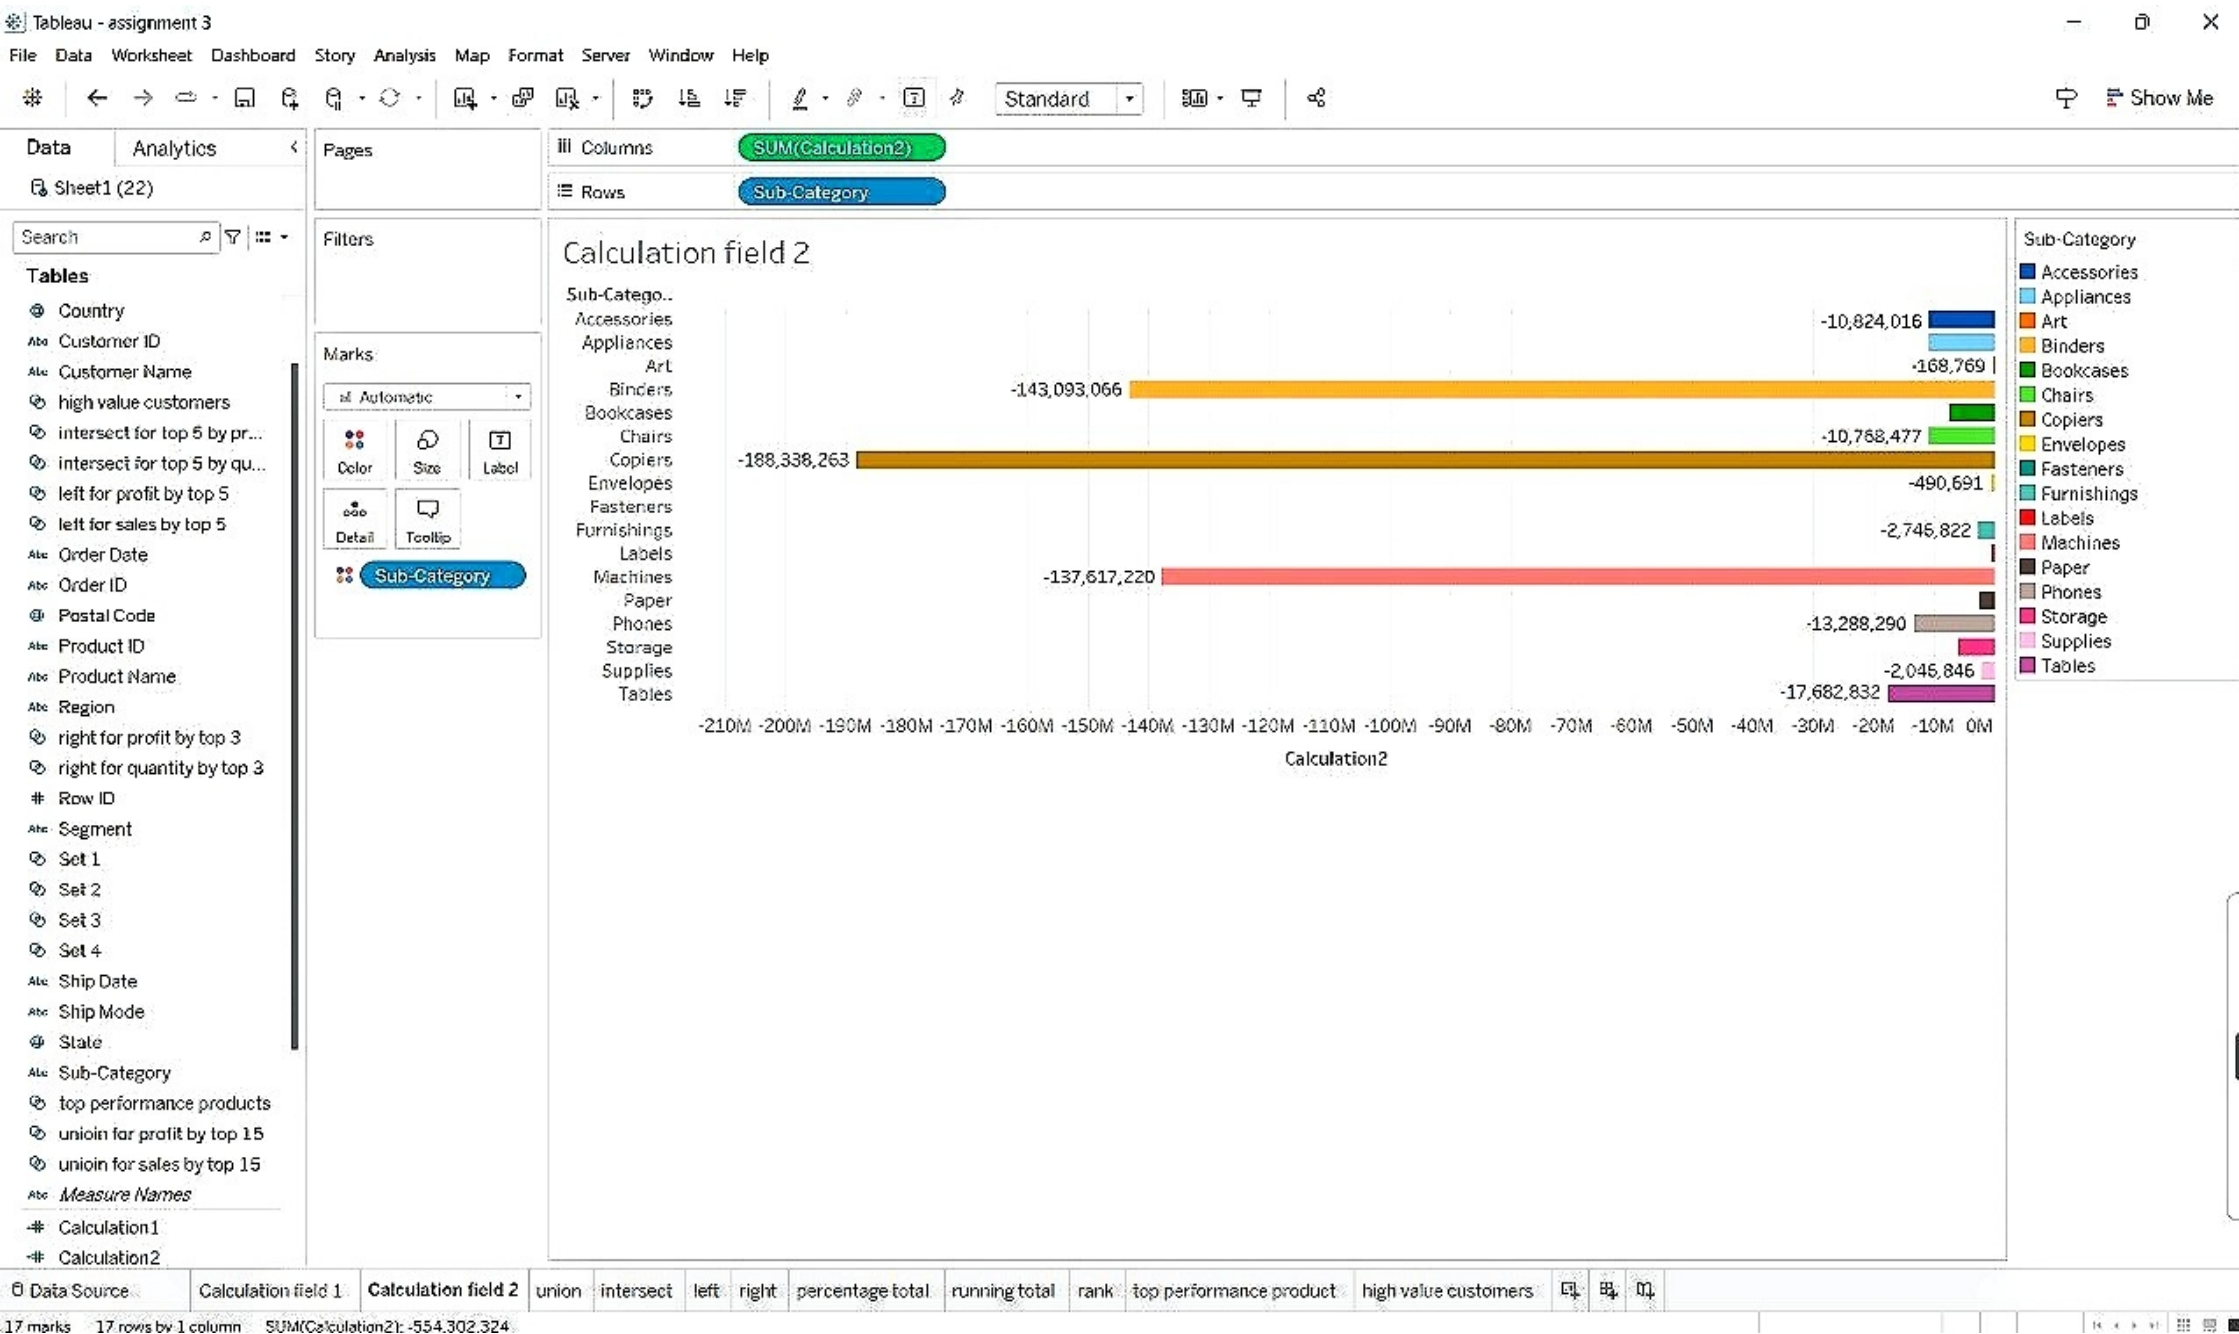 Tableau - assignment 3
File Data Worksheet Dashboard Story Analysis Map Format Server Window Help
Standard
Show Me
Data Analytics
Sheet1 (22)
Search
Tables
Country
Customer ID
Customer Name
high value customers
intersect for top 5 by pr...
intersect for top 5 by qu...
left for profit by top 5
left for sales by top 5
Order Date
Order ID
Postal Code
Product ID
Product Name
Region
right for profit by top 3
right for quantity by top 3
Row ID
Segment
Set 1
Set 2
Set 3
Set 4
Ship Date
Ship Mode
State
Sub-Category
top performance products
unioin for profit by top 15
unioin for sales by top 15
Measure Names
Calculation1
Calculation2
Pages
Filters
Marks
Automatic
Color Size Label
Detail Tooltip
Sub-Category
Columns SUM(Calculation2)
Rows Sub-Category
Calculation field 2
Sub-Catego..
Accessories -10,824,016
Appliances
Art -168,769
Binders -143,093,066
Bookcases
Chairs -10,768,477
Copiers -188,338,263
Envelopes -490,691
Fasteners
Furnishings -2,746,822
Labels
Machines -137,617,220
Paper
Phones -13,288,290
Storage
Supplies -2,046,846
Tables -17,682,832
-210M -200M -190M -180M -170M -160M -150M -140M -130M -120M -110M -100M -90M -80M -70M -60M -50M -40M -30M -20M -10M 0M
Calculation2
Sub-Category
Accessories
Appliances
Art
Binders
Bookcases
Chairs
Copiers
Envelopes
Fasteners
Furnishings
Labels
Machines
Paper
Phones
Storage
Supplies
Tables
Data Source Calculation field 1 Calculation field 2 union intersect left right percentage total running total rank top performance product high value customers
17 marks 17 rows by 1 column SUM(Calculation2): -554,302,324